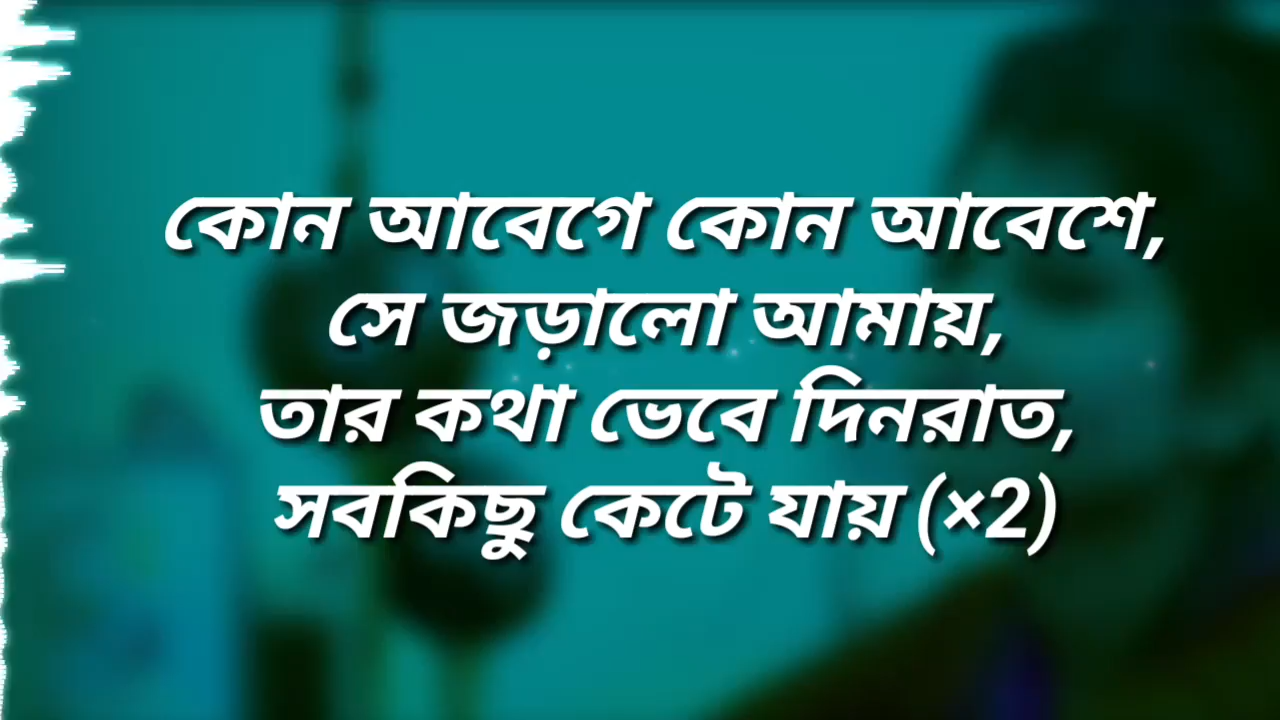 কোন আবেগে কোন আবেশে,
সে জড়ালো আমায়,
তার কথা ভেবে দিনরাত,
সবকিছু কেটে যায় (×2)